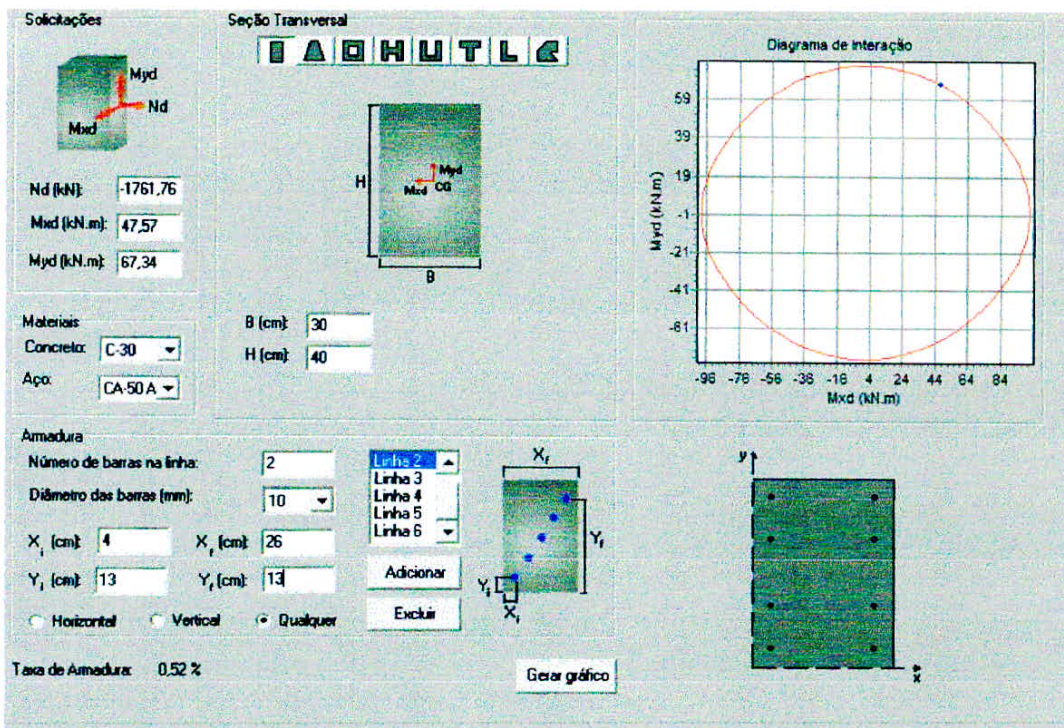 Solicitações
Myd
Nd
Mxd
Nd (kN): -1761,76
Mxd (kN.m): 47,57
Myd (kN.m): 67,34
Materiais
Concreto: C-30
Aço: CA-50 A
Seção Transversal
H
Myd
Mxd CG
B
B (cm): 30
H (cm): 40
Diagrama de interação
Myd (kN.m)
59
39
19
-1
-21
-41
-61
-96 -76 -56 -36 -16 4 24 44 64 84
Mxd (kN.m)
Armadura
Número de barras na linha: 2
Diâmetro das barras (mm): 10
Xi (cm): 4 Xf (cm): 26
Yi (cm): 13 Yf (cm): 13
Horizontal Vertical Qualquer
Linha 2
Linha 3
Linha 4
Linha 5
Linha 6
Adicionar
Excluir
Xf
Yf
Yi
Xi
y
x
Taxa de Armadura: 0,52 %
Gerar gráfico